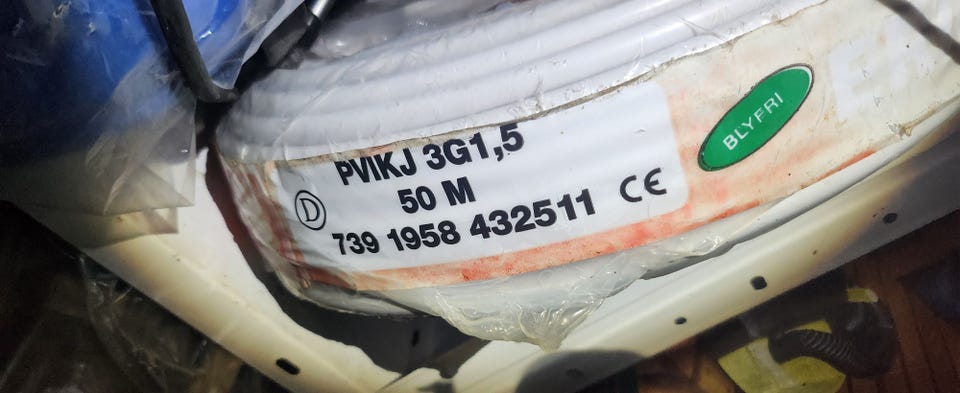 PVIKJ 3G1,5
50 M
D
739 1958 432511
CE
BLYFRI